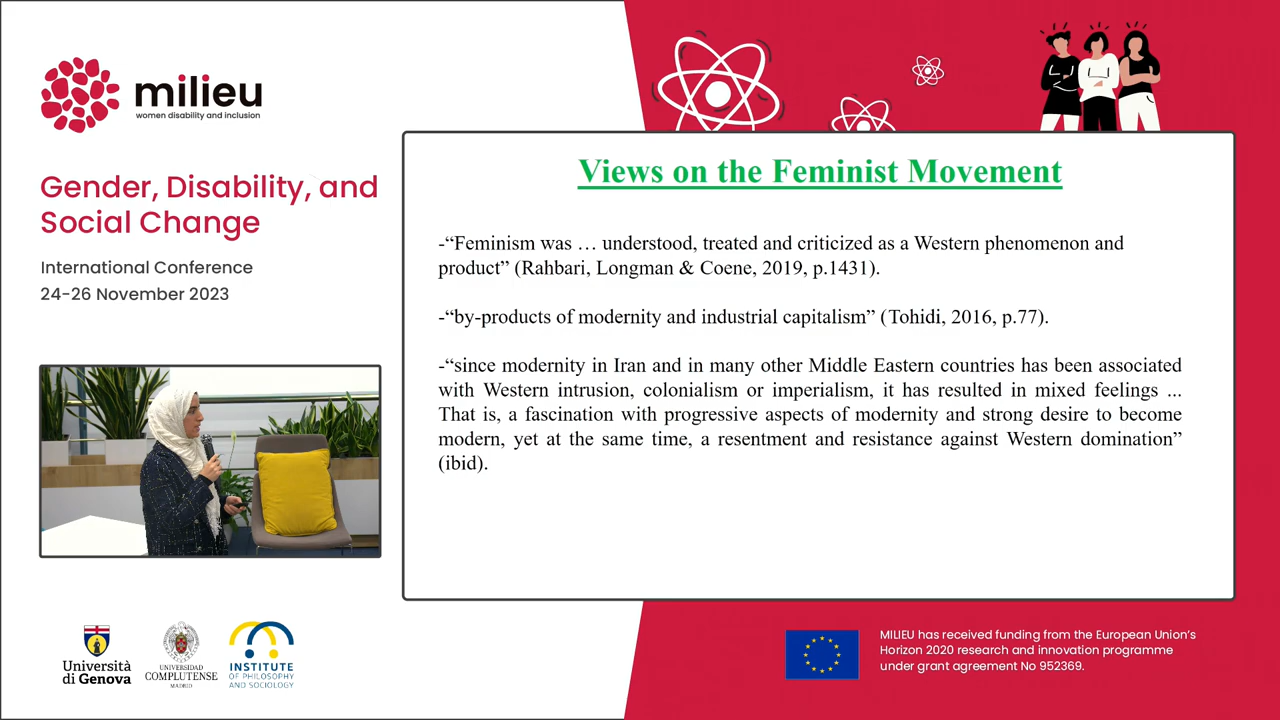 milieu
women disability and inclusion
Gender, Disability, and
Social Change
International Conference
24-26 November 2023
Views on the Feminist Movement
-“Feminism was … understood, treated and criticized as a Western phenomenon and
product” (Rahbari, Longman & Coene, 2019, p.1431).
-“by-products of modernity and industrial capitalism” (Tohidi, 2016, p.77).
-“since modernity in Iran and in many other Middle Eastern countries has been associated
with Western intrusion, colonialism or imperialism, it has resulted in mixed feelings ...
That is, a fascination with progressive aspects of modernity and strong desire to become
modern, yet at the same time, a resentment and resistance against Western domination”
(ibid).
Università
di Genova
UNIVERSIDAD
COMPLUTENSE
MADRID
INSTITUTE
OF PHILOSOPHY
AND SOCIOLOGY
MILIEU has received funding from the European Union’s
Horizon 2020 research and innovation programme
under grant agreement No 952369.